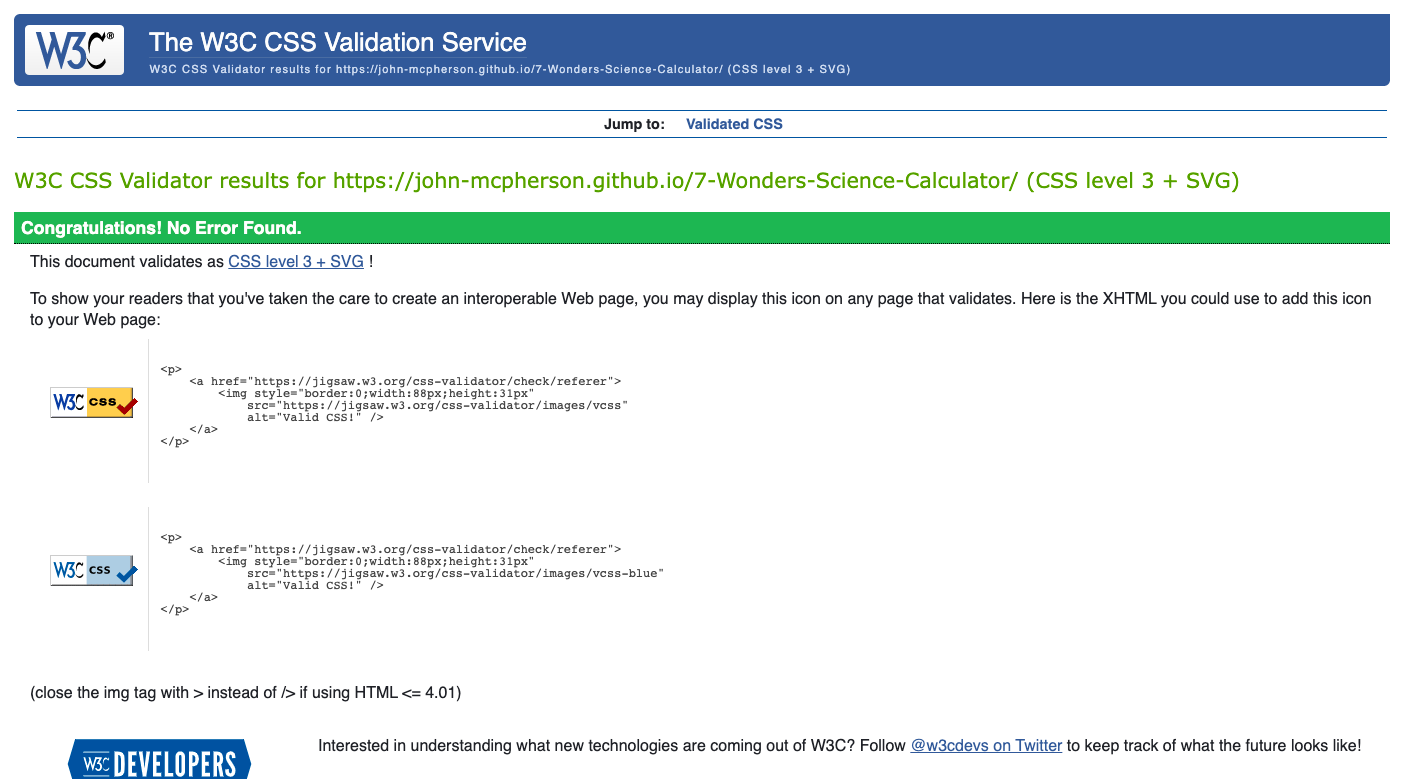 W3C®
The W3C CSS Validation Service
W3C CSS Validator results for https://john-mcpherson.github.io/7-Wonders-Science-Calculator/ (CSS level 3 + SVG)
Jump to: Validated CSS
W3C CSS Validator results for https://john-mcpherson.github.io/7-Wonders-Science-Calculator/ (CSS level 3 + SVG)
Congratulations! No Error Found.
This document validates as CSS level 3 + SVG !
To show your readers that you've taken the care to create an interoperable Web page, you may display this icon on any page that validates. Here is the XHTML you could use to add this icon
to your Web page:
<p>
    <a href="https://jigsaw.w3.org/css-validator/check/referer">
        <img style="border:0;width:88px;height:31px"
            src="https://jigsaw.w3.org/css-validator/images/vcss"
            alt="Valid CSS!" />
    </a>
</p>
W3C css
<p>
    <a href="https://jigsaw.w3.org/css-validator/check/referer">
        <img style="border:0;width:88px;height:31px"
            src="https://jigsaw.w3.org/css-validator/images/vcss-blue"
            alt="Valid CSS!" />
    </a>
</p>
W3C css
(close the img tag with > instead of /> if using HTML <= 4.01)
W3C DEVELOPERS
Interested in understanding what new technologies are coming out of W3C? Follow @w3cdevs on Twitter to keep track of what the future looks like!